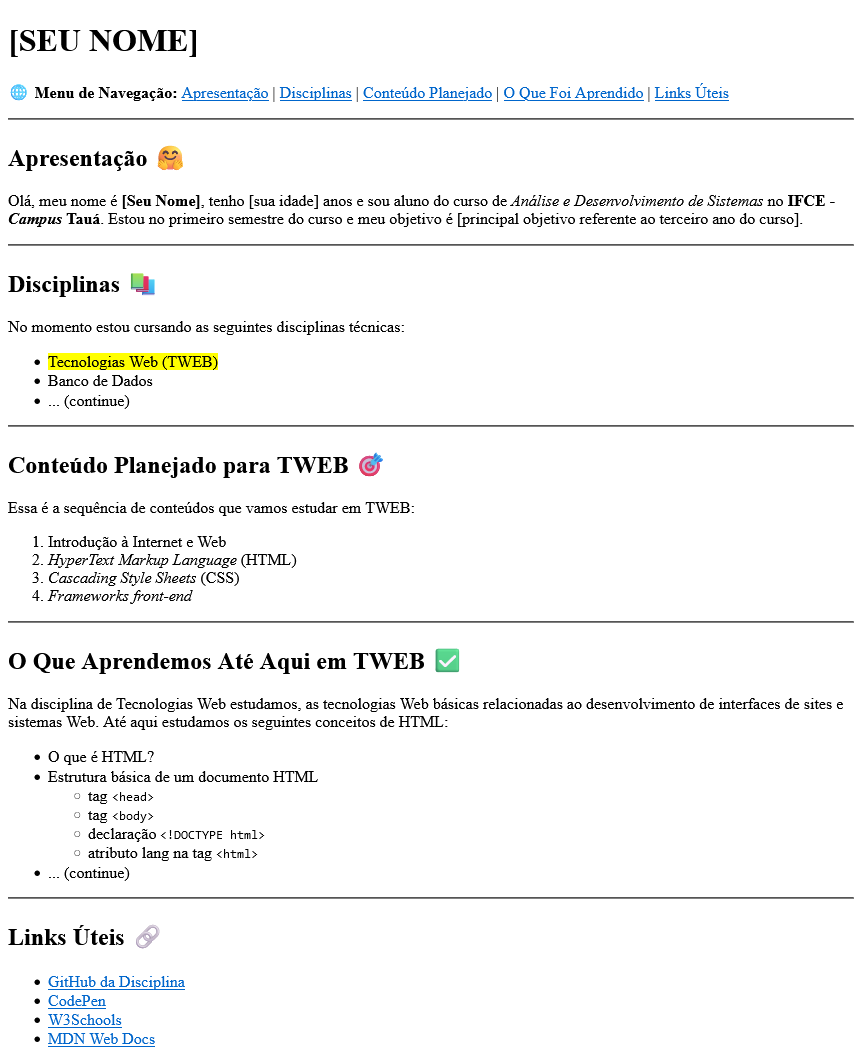 [SEU NOME]
🌐 Menu de Navegação: Apresentação | Disciplinas | Conteúdo Planejado | O Que Foi Aprendido | Links Úteis
Apresentação 🤗
Olá, meu nome é [Seu Nome], tenho [sua idade] anos e sou aluno do curso de Análise e Desenvolvimento de Sistemas no IFCE -
Campus Tauá. Estou no primeiro semestre do curso e meu objetivo é [principal objetivo referente ao terceiro ano do curso].
Disciplinas 📚
No momento estou cursando as seguintes disciplinas técnicas:
• Tecnologias Web (TWEB)
• Banco de Dados
• ... (continue)
Conteúdo Planejado para TWEB 🎯
Essa é a sequência de conteúdos que vamos estudar em TWEB:
1. Introdução à Internet e Web
2. HyperText Markup Language (HTML)
3. Cascading Style Sheets (CSS)
4. Frameworks front-end
O Que Aprendemos Até Aqui em TWEB ✅
Na disciplina de Tecnologias Web estudamos, as tecnologias Web básicas relacionadas ao desenvolvimento de interfaces de sites e
sistemas Web. Até aqui estudamos os seguintes conceitos de HTML:
• O que é HTML?
• Estrutura básica de um documento HTML
◦ tag <head>
◦ tag <body>
◦ declaração <!DOCTYPE html>
◦ atributo lang na tag <html>
• ... (continue)
Links Úteis 🔗
• GitHub da Disciplina
• CodePen
• W3Schools
• MDN Web Docs